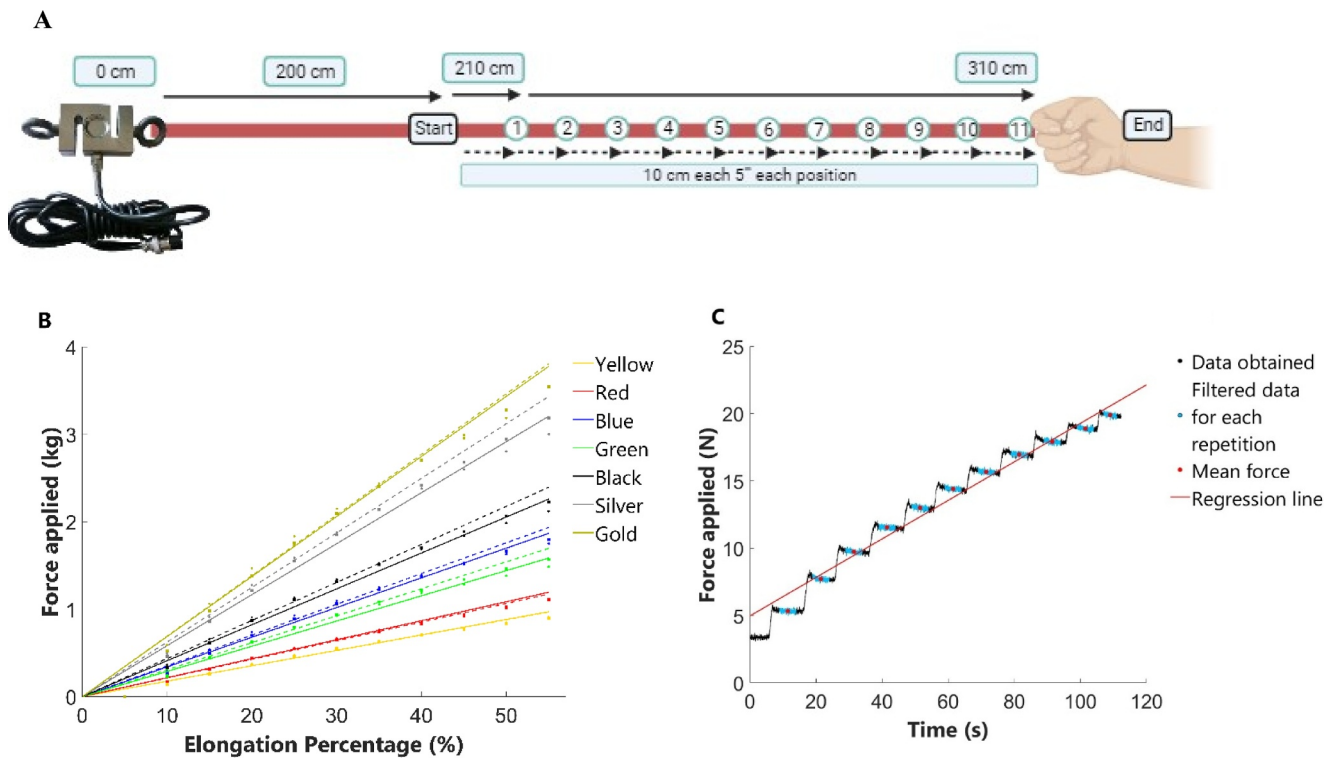 A
0 cm
200 cm
210 cm
310 cm
Start
1 2 3 4 5 6 7 8 9 10 11
End
10 cm each 5" each position
B
Force applied (kg)
4
3
2
1
0
0 10 20 30 40 50
Elongation Percentage (%)
Yellow
Red
Blue
Green
Black
Silver
Gold
C
Force applied (N)
25
20
15
10
5
0
0 20 40 60 80 100 120
Time (s)
Data obtained
Filtered data
for each
repetition
Mean force
Regression line